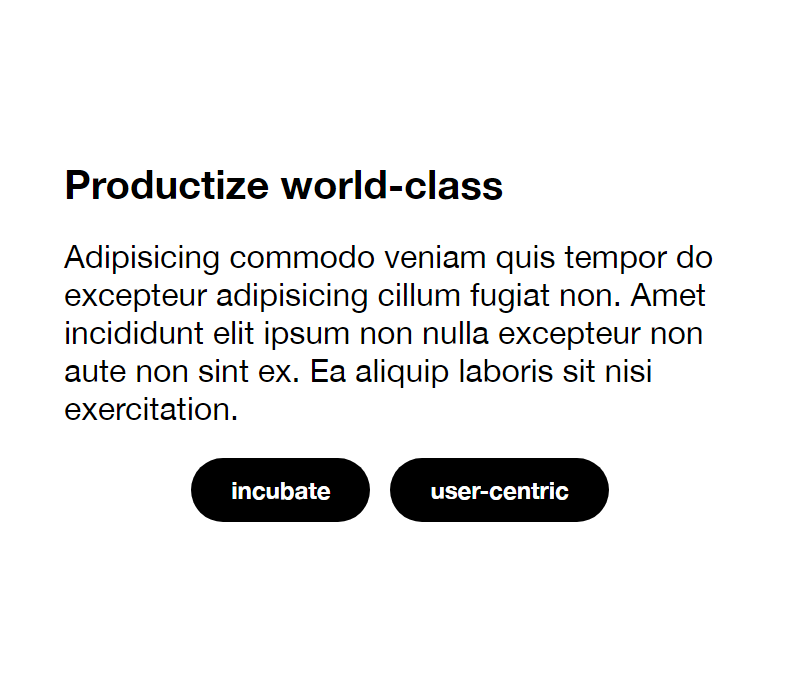 Productize world-class
Adipisicing commodo veniam quis tempor do
excepteur adipisicing cillum fugiat non. Amet
incididunt elit ipsum non nulla excepteur non
aute non sint ex. Ea aliquip laboris sit nisi
exercitation.
incubate
user-centric